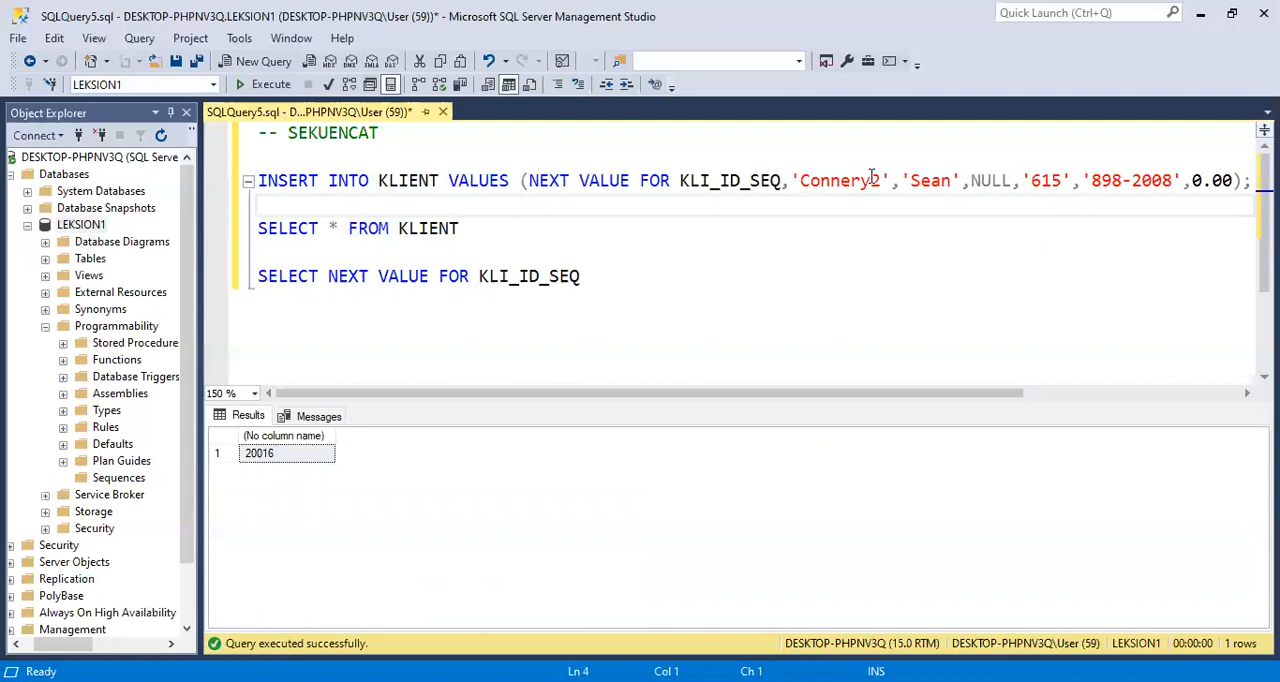 SQLQuery5.sql - DESKTOP-PHPNV3Q.LEKSION1 (DESKTOP-PHPNV3Q\User (59))* - Microsoft SQL Server Management Studio
Quick Launch (Ctrl+Q)
File Edit View Query Project Tools Window Help
New Query
LEKSION1 Execute
Object Explorer
SQLQuery5.sql - D...PHPNV3Q\User (59))*
Connect
DESKTOP-PHPNV3Q (SQL Serve
Databases
System Databases
Database Snapshots
LEKSION1
Database Diagrams
Tables
Views
External Resources
Synonyms
Programmability
Stored Procedure
Functions
Database Triggers
Assemblies
Types
Rules
Defaults
Plan Guides
Sequences
Service Broker
Storage
Security
Security
Server Objects
Replication
PolyBase
Always On High Availability
Management
-- SEKUENCAT
INSERT INTO KLIENT VALUES (NEXT VALUE FOR KLI_ID_SEQ,'Connery2','Sean',NULL,'615','898-2008',0.00);
SELECT * FROM KLIENT
SELECT NEXT VALUE FOR KLI_ID_SEQ
150 %
Results Messages
(No column name)
1 20016
Query executed successfully.
DESKTOP-PHPNV3Q (15.0 RTM) DESKTOP-PHPNV3Q\User (59) LEKSION1 00:00:00 1 rows
Ready Ln 4 Col 1 Ch 1 INS